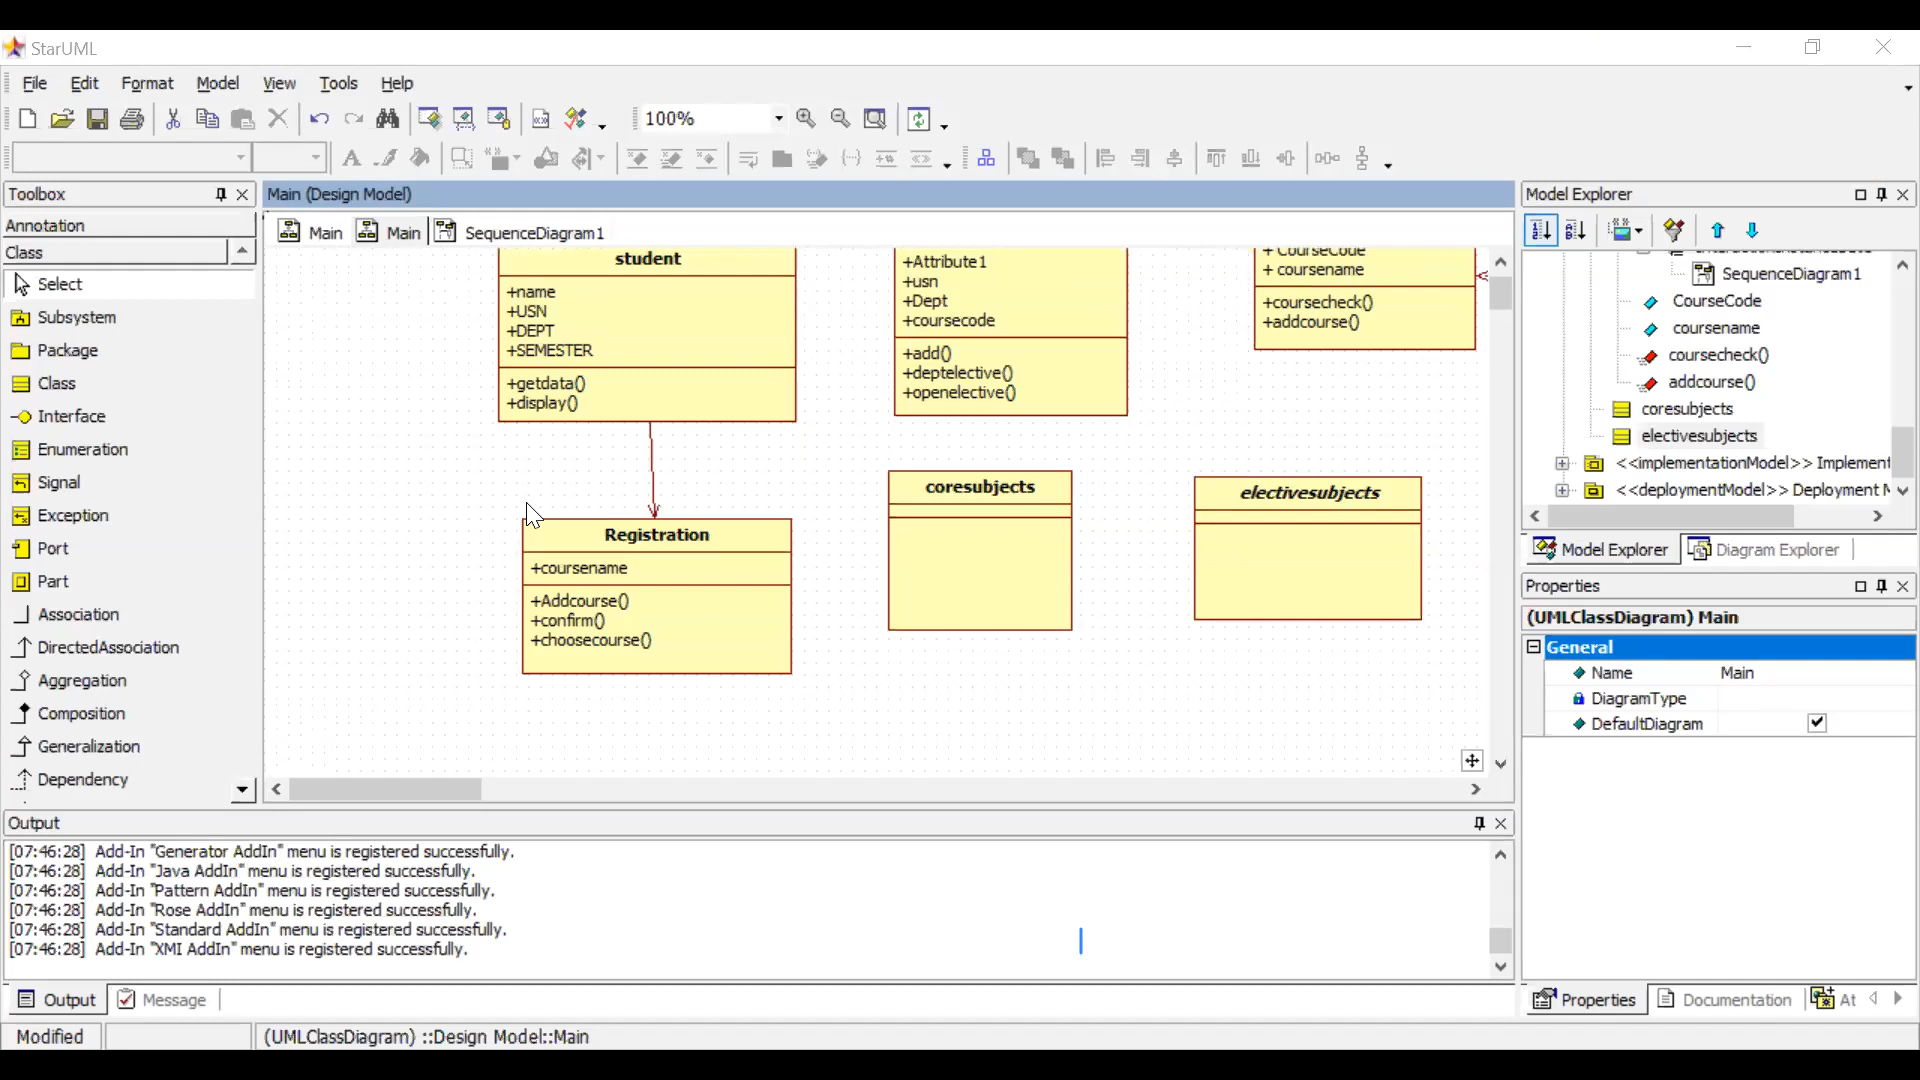 StarUML
File Edit Format Model View Tools Help
100%
Toolbox
Annotation
Class
Select
Subsystem
Package
Class
Interface
Enumeration
Signal
Exception
Port
Part
Association
DirectedAssociation
Aggregation
Composition
Generalization
Dependency
Main (Design Model)
Main Main SequenceDiagram1
student
+name
+USN
+DEPT
+SEMESTER
+getdata()
+display()
+Attribute1
+usn
+Dept
+coursecode
+add()
+deptelective()
+openelective()
+ CourseCode
+ coursename
+coursecheck()
+addcourse()
Registration
+coursename
+Addcourse()
+confirm()
+choosecourse()
coresubjects
electivesubjects
Model Explorer
SequenceDiagram1
CourseCode
coursename
coursecheck()
addcourse()
coresubjects
electivesubjects
<<implementationModel>> Implement
<<deploymentModel>> Deployment M
Model Explorer Diagram Explorer
Properties
(UMLClassDiagram) Main
General
Name Main
DiagramType
DefaultDiagram
Properties Documentation At
Output
[07:46:28] Add-In "Generator AddIn" menu is registered successfully.
[07:46:28] Add-In "Java AddIn" menu is registered successfully.
[07:46:28] Add-In "Pattern AddIn" menu is registered successfully.
[07:46:28] Add-In "Rose AddIn" menu is registered successfully.
[07:46:28] Add-In "Standard AddIn" menu is registered successfully.
[07:46:28] Add-In "XMI AddIn" menu is registered successfully.
Output Message
Modified
(UMLClassDiagram) ::Design Model::Main